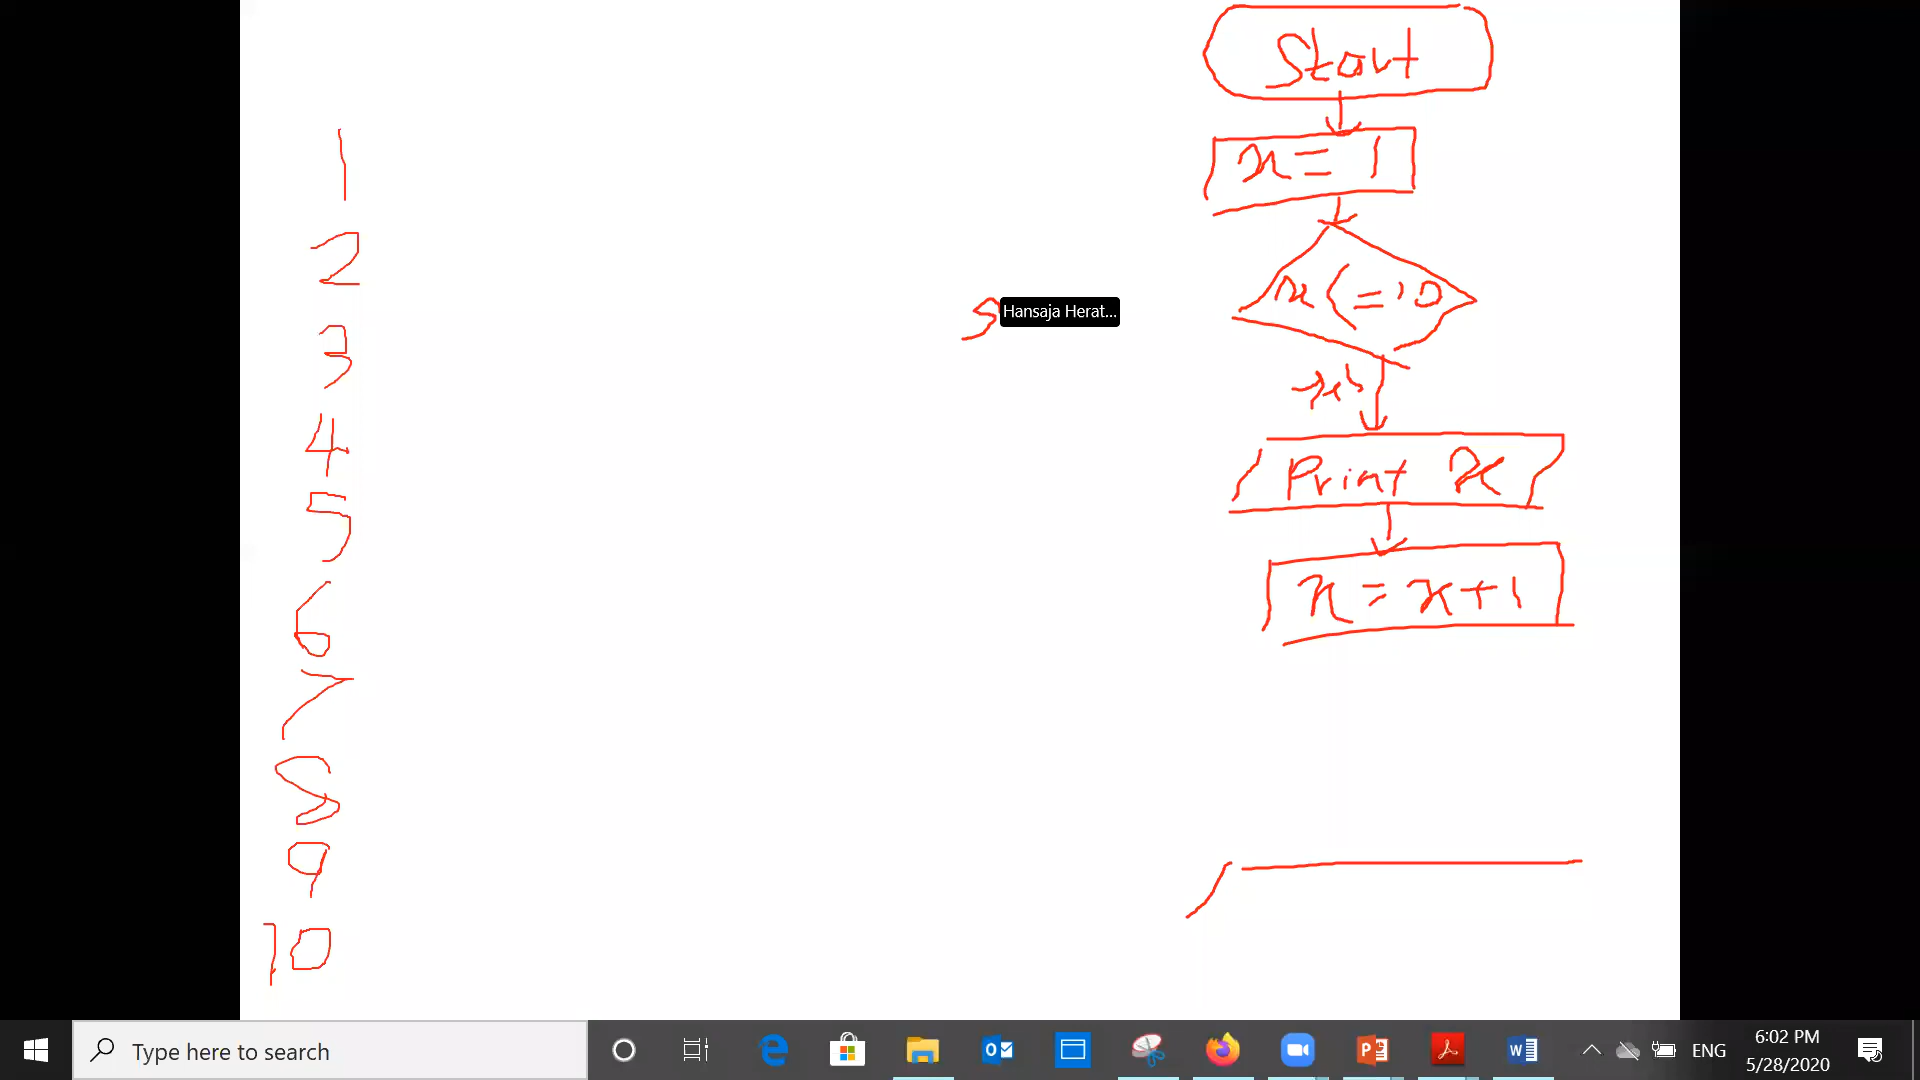 1
2
3
4
5
6
7
8
9
10
S
Hansaja Herat...
Start
x = 1
x <= 10
yes
Print x
x = x+1
Type here to search
ENG
6:02 PM
5/28/2020